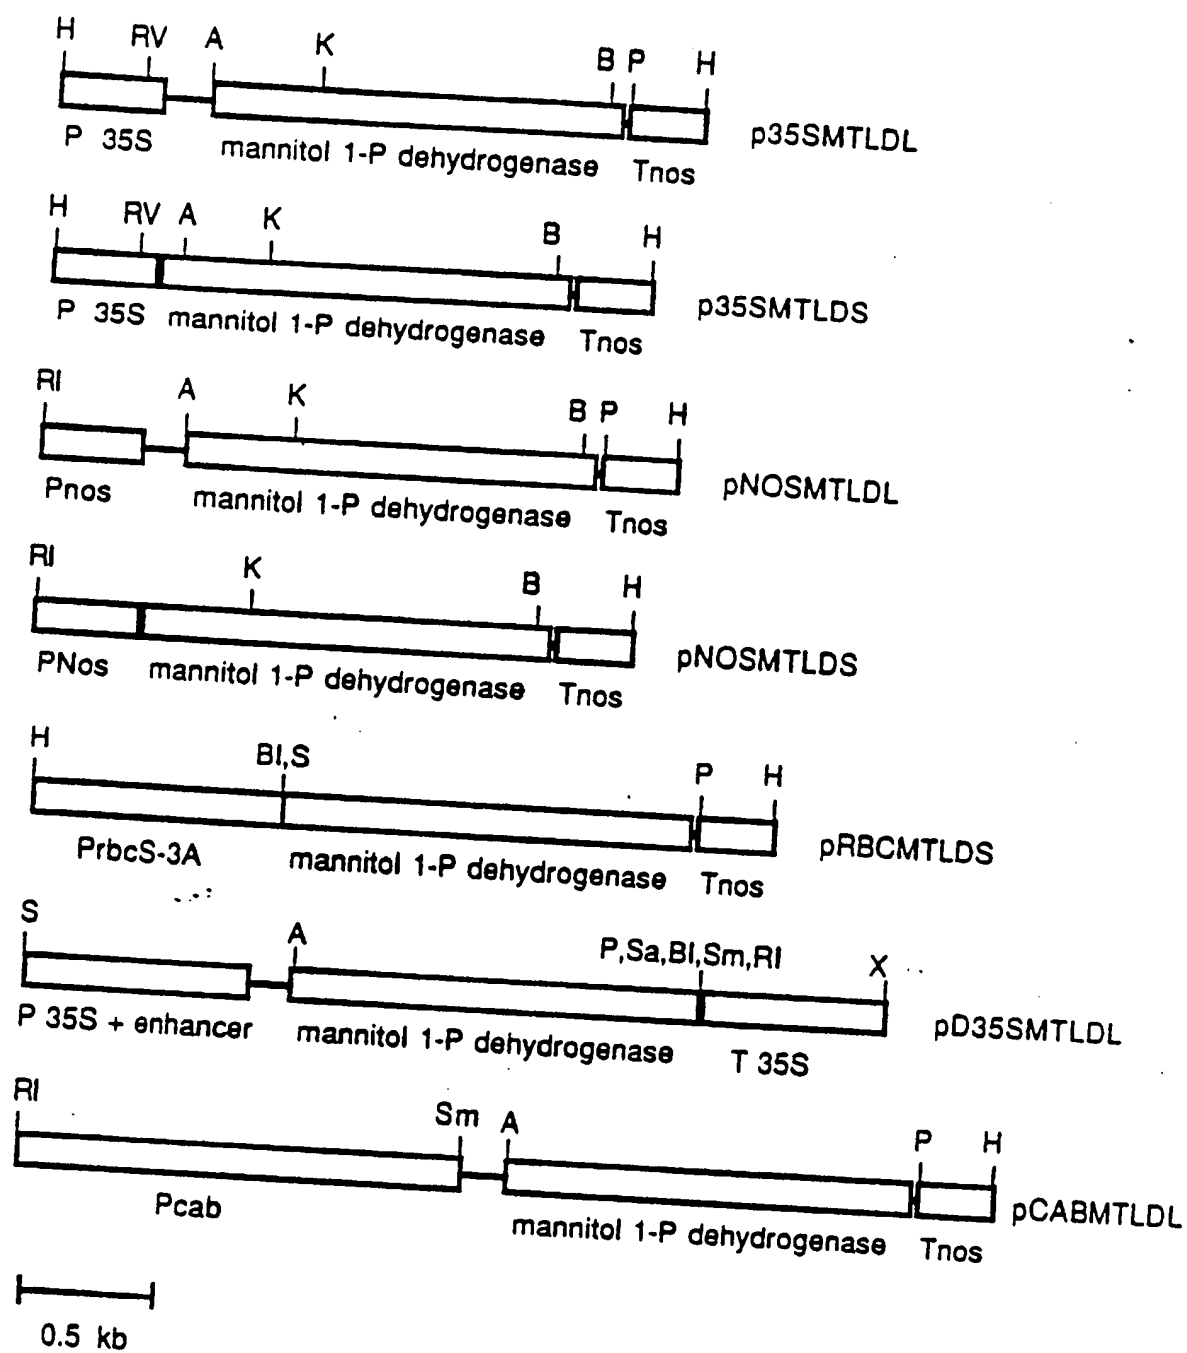 H RV A K B P H
P 35S mannitol 1-P dehydrogenase Tnos p35SMTLDL
H RV A K B H
P 35S mannitol 1-P dehydrogenase Tnos p35SMTLDS
RI A K B P H
Pnos mannitol 1-P dehydrogenase Tnos pNOSMTLDL
RI K B H
PNos mannitol 1-P dehydrogenase Tnos pNOSMTLDS
H BI,S P H
PrbcS-3A mannitol 1-P dehydrogenase Tnos pRBCMTLDS
S A P,Sa,BI,Sm,RI X
P 35S + enhancer mannitol 1-P dehydrogenase T 35S pD35SMTLDL
RI Sm A P H
Pcab mannitol 1-P dehydrogenase Tnos pCABMTLDL
0.5 kb